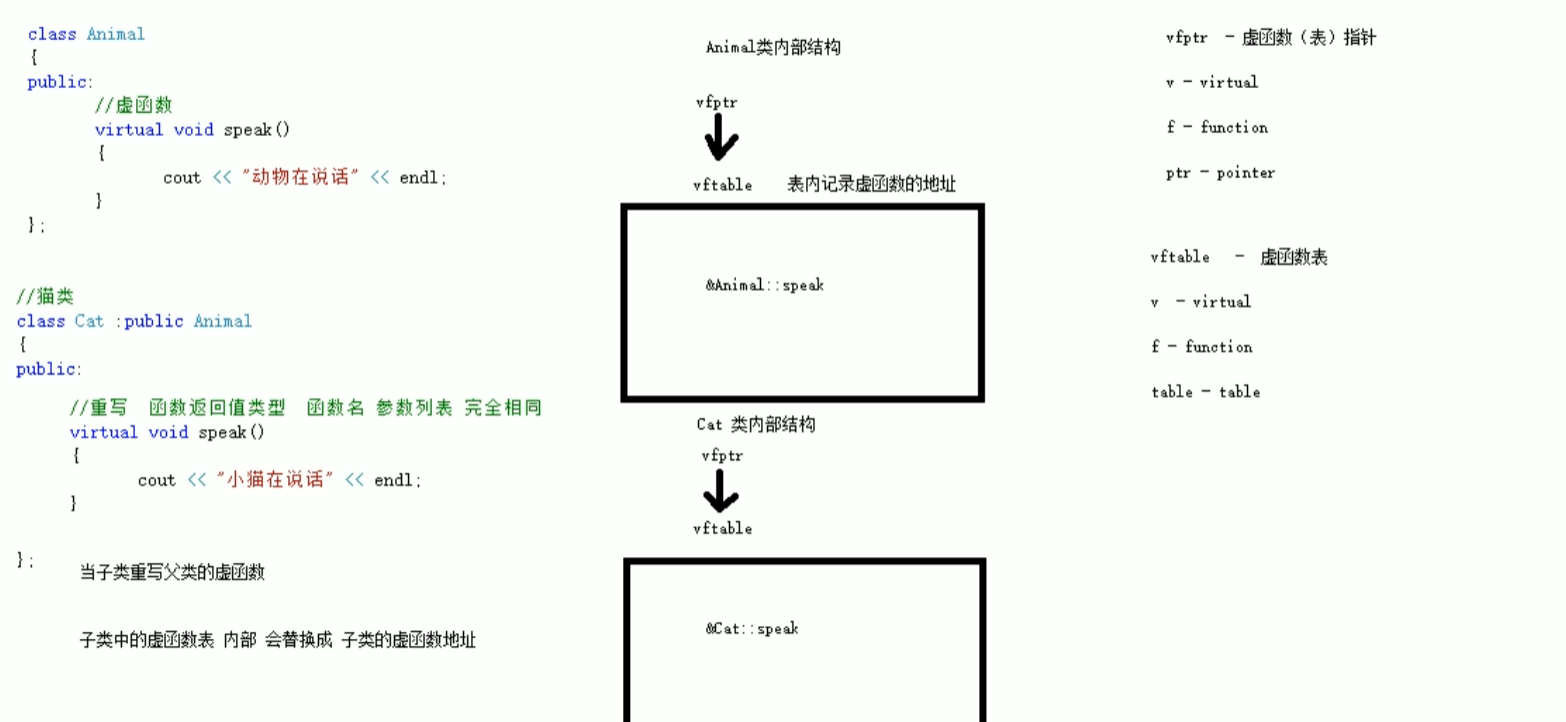 class Animal
{
public:
//虚函数
virtual void speak()
{
cout << "动物在说话" << endl;
}
};
//猫类
class Cat :public Animal
{
public:
//重写 函数返回值类型 函数名 参数列表 完全相同
virtual void speak()
{
cout << "小猫在说话" << endl;
}
};
当子类重写父类的虚函数
子类中的虚函数表 内部 会替换成 子类的虚函数地址
Animal类内部结构
vfptr
vftable 表内记录虚函数的地址
&Animal::speak
Cat 类内部结构
vfptr
vftable
&Cat::speak
vfptr - 虚函数（表）指针
v - virtual
f - function
ptr - pointer
vftable - 虚函数表
v - virtual
f - function
table - table